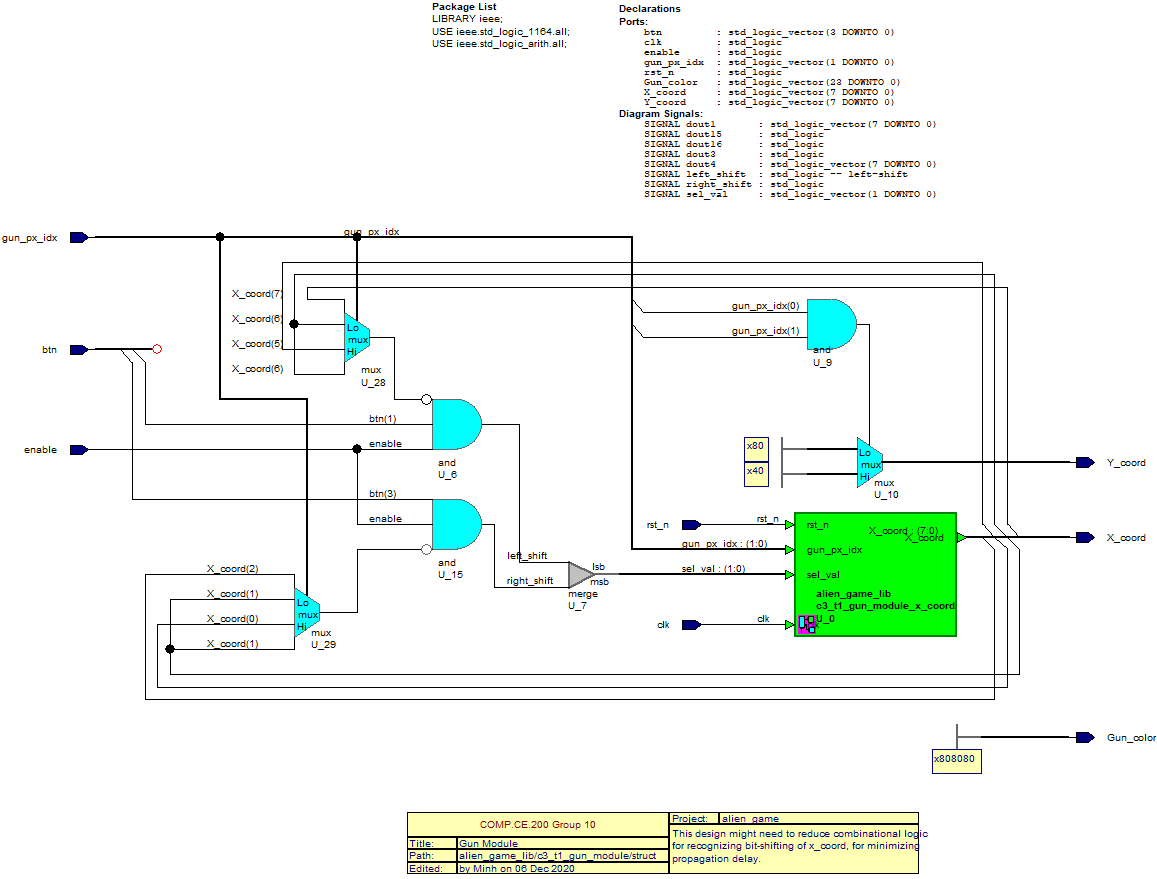 Package List
LIBRARY ieee;
USE ieee.std_logic_1164.all;
USE ieee.std_logic_arith.all;
Declarations
Ports:
btn : std_logic_vector(3 DOWNTO 0)
clk : std_logic
enable : std_logic
gun_px_idx : std_logic_vector(1 DOWNTO 0)
rst_n : std_logic
Gun_color : std_logic_vector(23 DOWNTO 0)
X_coord : std_logic_vector(7 DOWNTO 0)
Y_coord : std_logic_vector(7 DOWNTO 0)
Diagram Signals:
SIGNAL dout1 : std_logic_vector(7 DOWNTO 0)
SIGNAL dout15 : std_logic
SIGNAL dout16 : std_logic
SIGNAL dout3 : std_logic
SIGNAL dout4 : std_logic_vector(7 DOWNTO 0)
SIGNAL left_shift : std_logic -- left-shift
SIGNAL right_shift : std_logic
SIGNAL sel_val : std_logic_vector(1 DOWNTO 0)
gun_px_idx
gun_px_idx
X_coord(7)
X_coord(6)
X_coord(5)
X_coord(6)
Lo
mux
Hi
mux
U_28
gun_px_idx(0)
gun_px_idx(1)
and
U_9
btn
btn(1)
enable
enable
and
U_6
x80
x40
Lo
mux
Hi
mux
U_10
Y_coord
btn(3)
enable
and
U_15
left_shift
right_shift
lsb
msb
merge
U_7
rst_n
rst_n
gun_px_idx : (1:0)
sel_val : (1:0)
clk
clk
rst_n
gun_px_idx
sel_val
X_coord : (7:0)
X_coord
alien_game_lib
c3_t1_gun_module_x_coord
U_0
clk
X_coord
X_coord(2)
X_coord(1)
X_coord(0)
X_coord(1)
Lo
mux
Hi
mux
U_29
x808080
Gun_color
COMP.CE.200 Group 10
Title: Gun Module
Path: alien_game_lib/c3_t1_gun_module/struct
Edited: by Minh on 06 Dec 2020
Project: alien_game
This design might need to reduce combinational logic
for recognizing bit-shifting of x_coord, for minimizing
propagation delay.